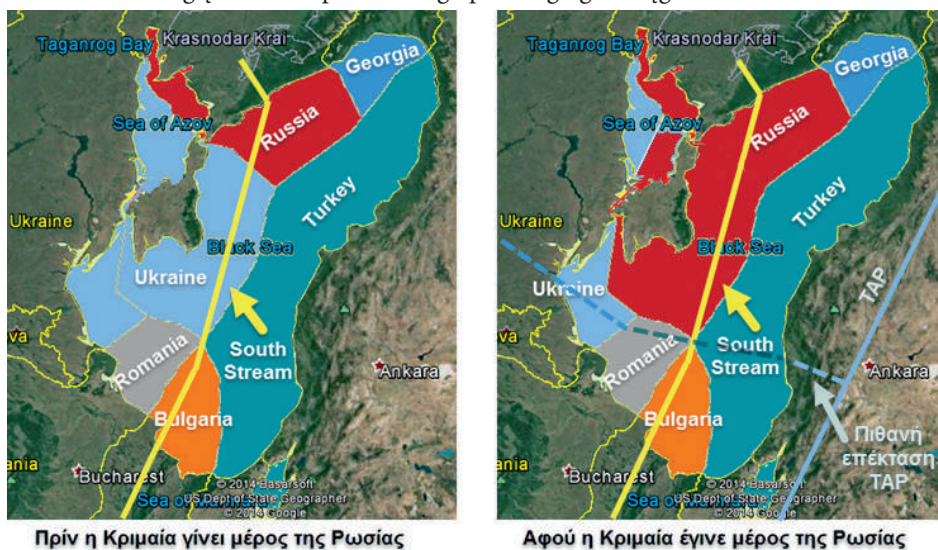 Taganrog Bay
Krasnodar Krai
Georgia
Sea of Azov
Russia
Turkey
Ukraine
Black Sea
Ukraine
South
Stream
Romania
Ankara
Bulgaria
Bucharest
© 2014 Basarsoft
US Dept of State Geographer
© 2014 Google
Πρίν η Κριμαία γίνει μέρος της Ρωσίας
Taganrog Bay
Krasnodar Krai
Georgia
Sea of Azov
Russia
Turkey
Ukraine
Black Sea
Ukraine
TAP
South
Stream
Romania
Ankara
Bulgaria
Πιθανή
επέκταση
TAP
Bucharest
© 2014 Basarsoft
US Dept of State Geographer
© 2014 Google
Αφού η Κριμαία έγινε μέρος της Ρωσίας